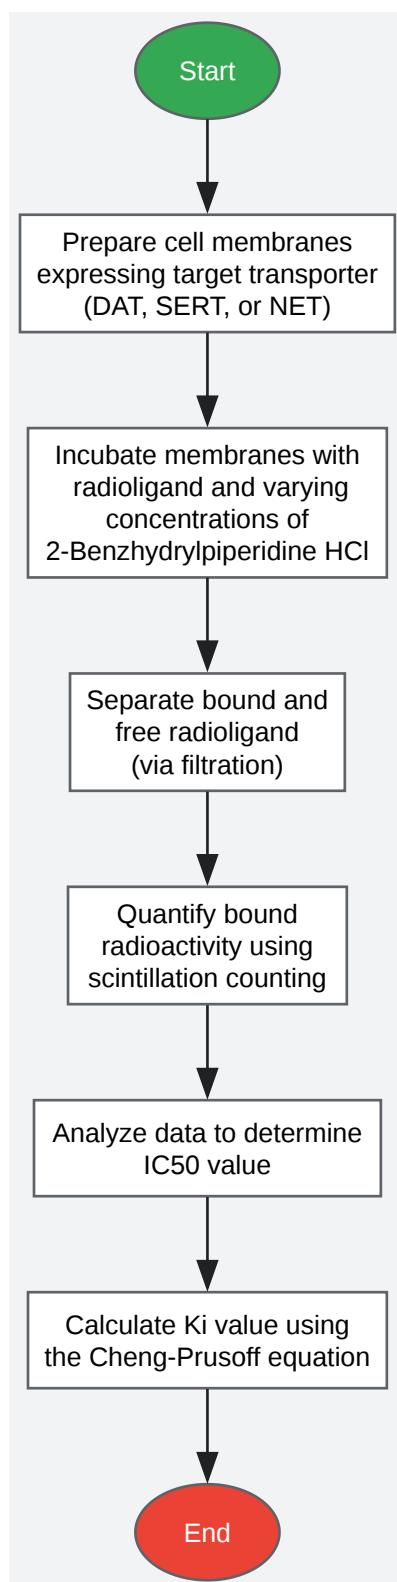 Start
Prepare cell membranes
expressing target transporter
(DAT, SERT, or NET)
Incubate membranes with
radioligand and varying
concentrations of
2-Benzhydrylpiperidine HCl
Separate bound and
free radioligand
(via filtration)
Quantify bound
radioactivity using
scintillation counting
Analyze data to determine
IC50 value
Calculate Ki value using
the Cheng-Prusoff equation
End